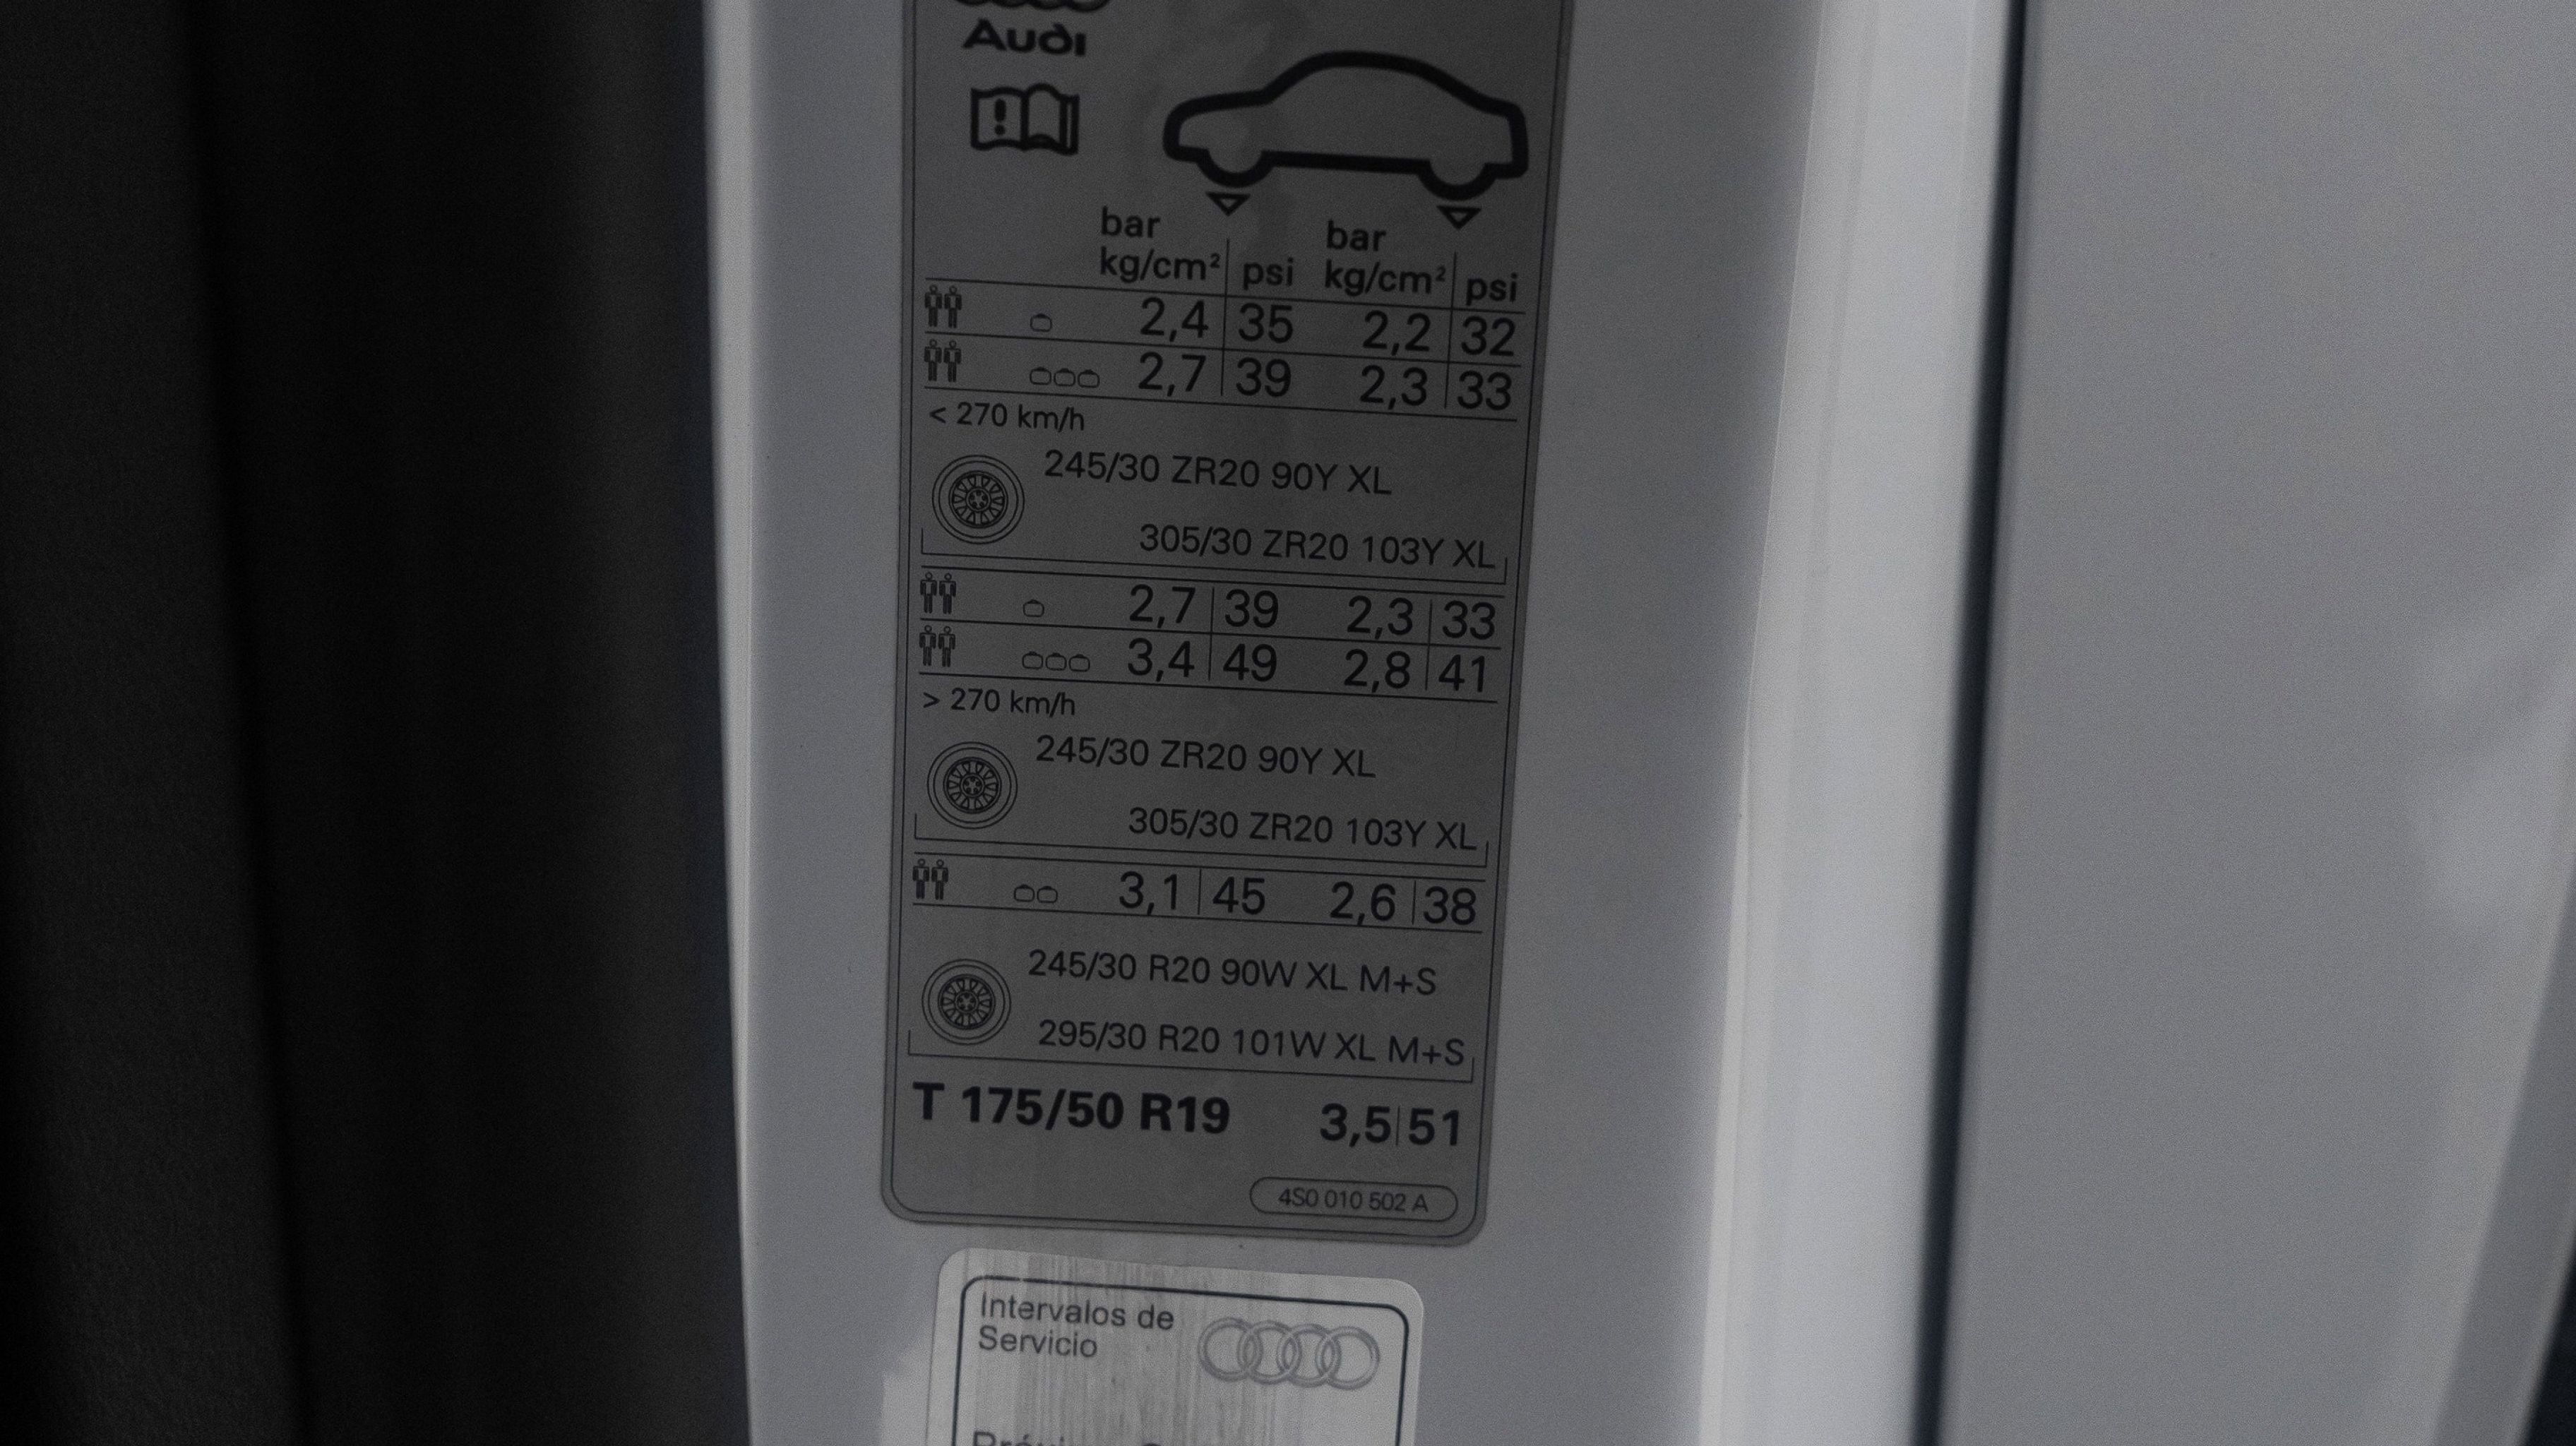 Audi
bar bar
kg/cm² psi kg/cm² psi
2,4 35 2,2 32
2,7 39 2,3 33
< 270 km/h
245/30 ZR20 90Y XL
305/30 ZR20 103Y XL
2,7 39 2,3 33
3,4 49 2,8 41
> 270 km/h
245/30 ZR20 90Y XL
305/30 ZR20 103Y XL
3,1 45 2,6 38
245/30 R20 90W XL M+S
295/30 R20 101W XL M+S
T 175/50 R19 3,5 51
4S0 010 502 A
Intervalos de
Servicio